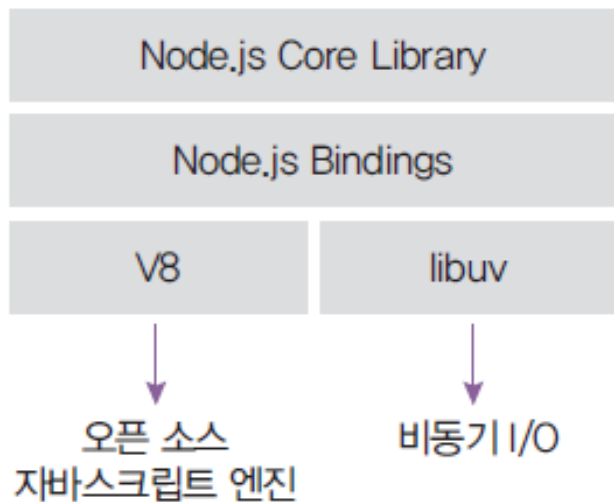 Node.js Core Library
Node.js Bindings
V8
libuv
오픈 소스
자바스크립트 엔진
비동기 I/O